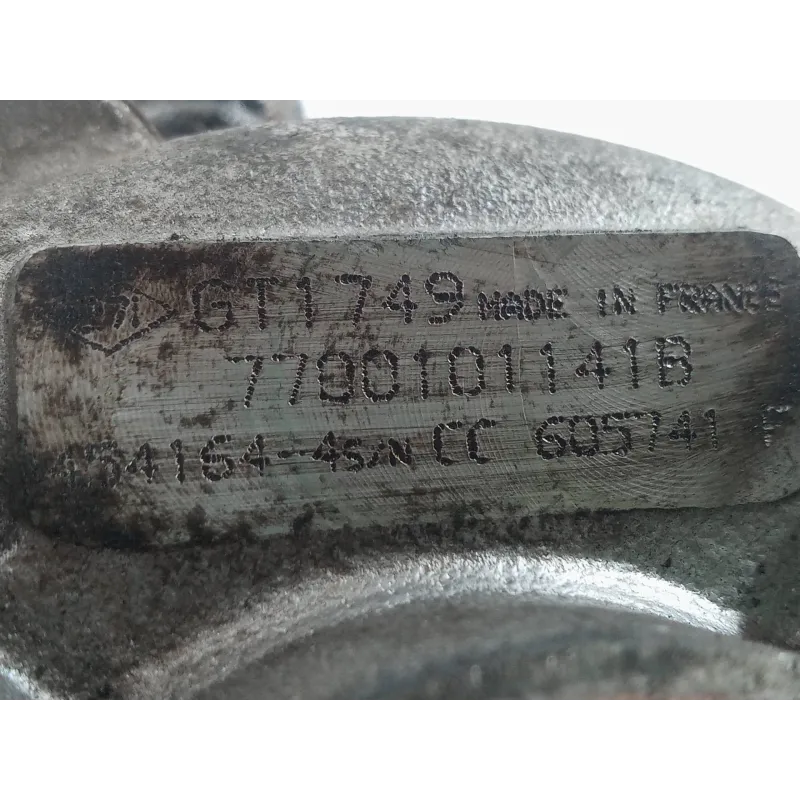 GT1749 MADE IN FRANCE
7700101141B
454164-4S/N CC 605741